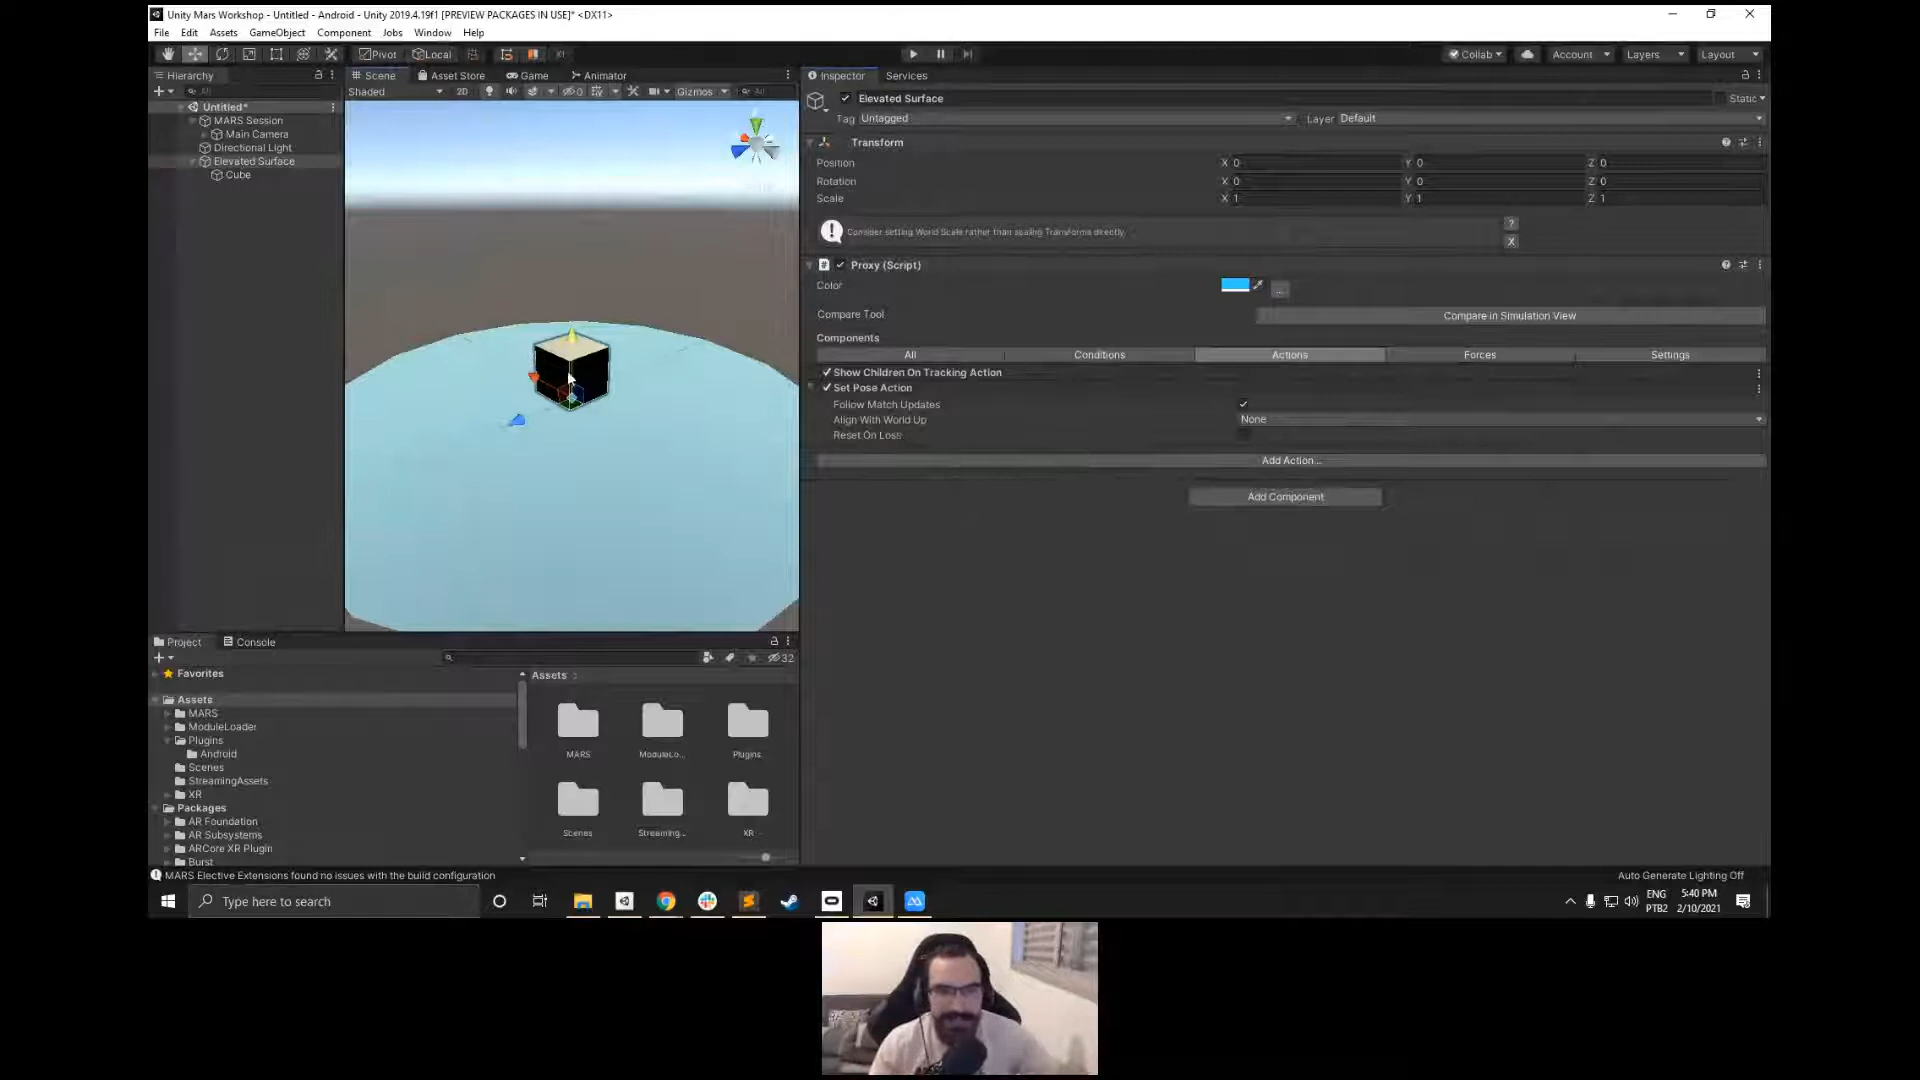 Unity Mars Workshop - Untitled - Android - Unity 2019.4.19f1 [PREVIEW PACKAGES IN USE]* <DX11>
File Edit Assets GameObject Component Jobs Window Help
Pivot Local Collab Account Layers Layout
Hierarchy
All
Untitled*
MARS Session
Main Camera
Directional Light
Elevated Surface
Cube
Scene Asset Store Game Animator
Shaded 2D 0 Gizmos All
Inspector Services
Elevated Surface Static
Tag Untagged Layer Default
Transform
Position X 0 Y 0 Z 0
Rotation X 0 Y 0 Z 0
Scale X 1 Y 1 Z 1
Consider setting World Scale rather than scaling Transforms directly.
?
X
Proxy (Script)
Color ...
Compare Tool Compare in Simulation View
Components
All Conditions Actions Forces Settings
Show Children On Tracking Action
Set Pose Action
Follow Match Updates
Align With World Up None
Reset On Loss
Add Action...
Add Component
Project Console
32
Favorites
Assets
MARS
ModuleLoader
Plugins
Android
Scenes
StreamingAssets
XR
Packages
AR Foundation
AR Subsystems
ARCore XR Plugin
Burst
Assets
MARS ModuleLo... Plugins
Scenes Streaming... XR
MARS Elective Extensions found no issues with the build configuration
Auto Generate Lighting Off
Type here to search
ENG
PTB2
5:40 PM
2/10/2021